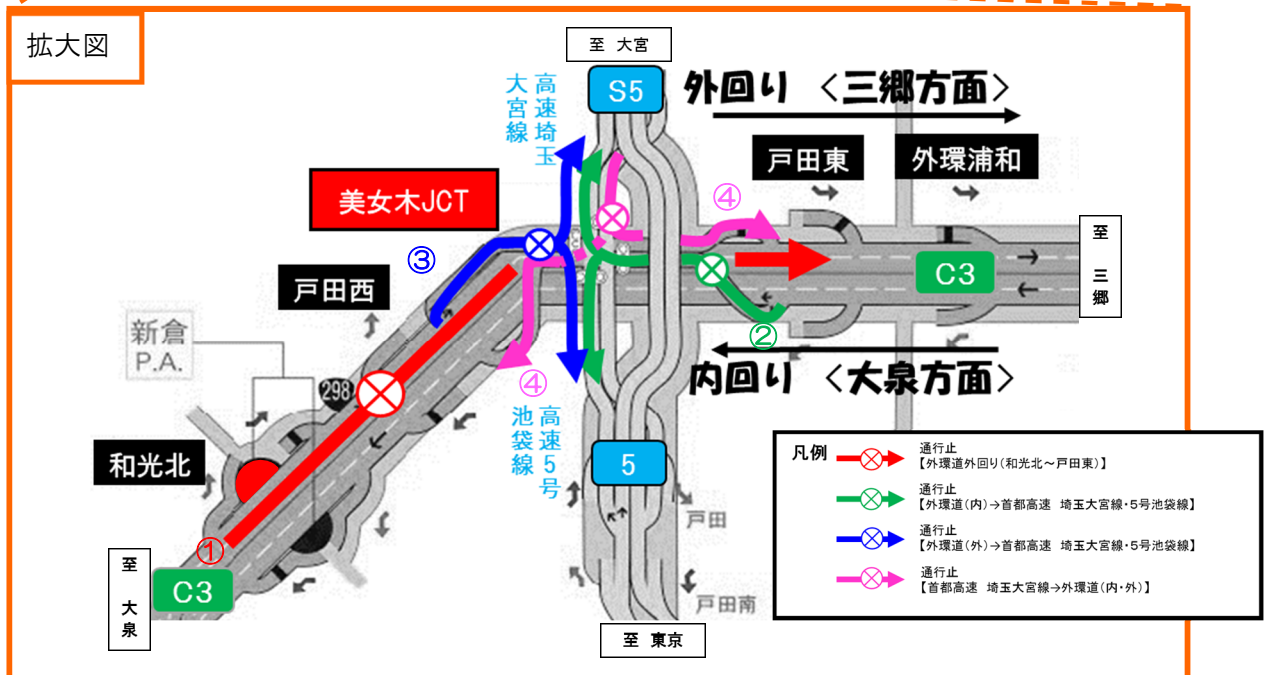 拡大図
至 大宮
S5
高速埼玉
大宮線
外回り <三郷方面>
戸田東
外環浦和
美女木JCT
④
③
至 三郷
C3
戸田西
新倉
P.A.
②
298
④
内回り <大泉方面>
高速5号
池袋線
和光北
5
戸田
①
至 大泉
C3
戸田南
至 東京
凡例
通行止
【外環道外回り(和光北～戸田東)】
通行止
【外環道(内)→首都高速 埼玉大宮線・5号池袋線】
通行止
【外環道(外)→首都高速 埼玉大宮線・5号池袋線】
通行止
【首都高速 埼玉大宮線→外環道(内・外)】